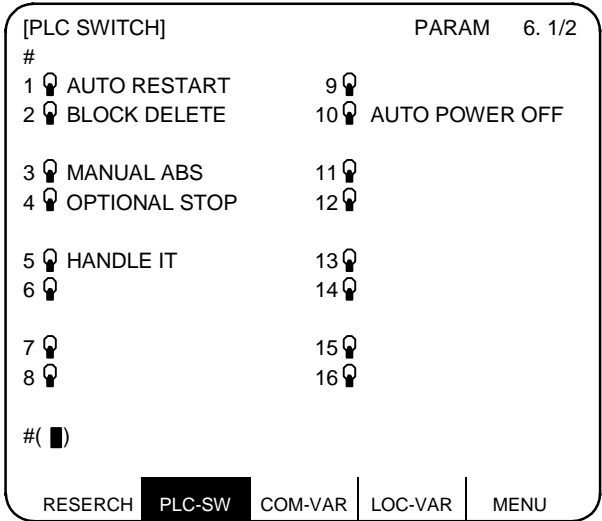 [PLC SWITCH] PARAM 6. 1/2
#
1 AUTO RESTART 9
2 BLOCK DELETE 10 AUTO POWER OFF
3 MANUAL ABS 11
4 OPTIONAL STOP 12
5 HANDLE IT 13
6 14
7 15
8 16
#( )
RESERCH PLC-SW COM-VAR LOC-VAR MENU